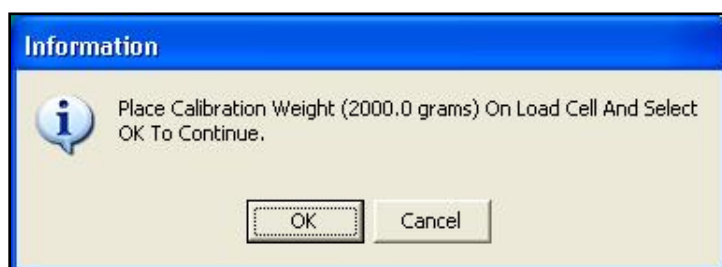 Information
Place Calibration Weight (2000.0 grams) On Load Cell And Select
OK To Continue.
OK Cancel